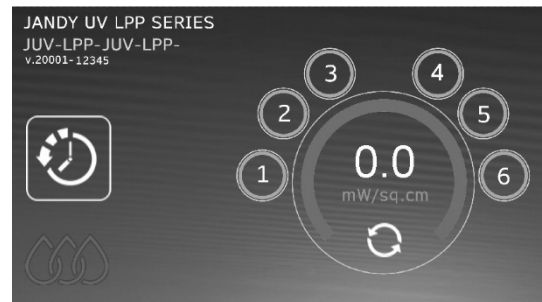 JANDY UV LPP SERIES
JUV-LPP-JUV-LPP-
v.20001-12345
3
4
2
5
1
0.0
6
mW/sq.cm